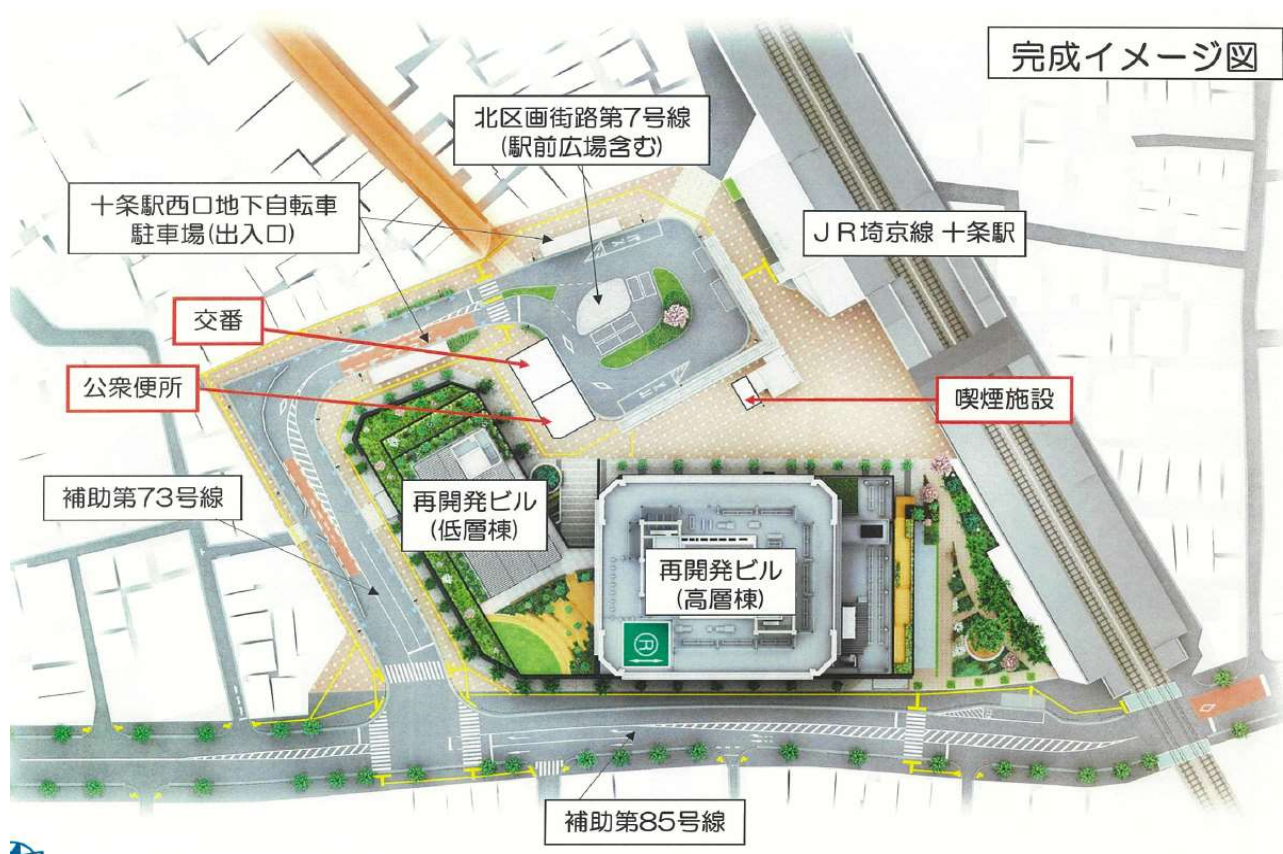 完成イメージ図
北区画街路第7号線
(駅前広場含む)
十条駅西口地下自転車
駐車場(出入口)
JR埼京線 十条駅
交番
公衆便所
喫煙施設
補助第73号線
再開発ビル
(低層棟)
再開発ビル
(高層棟)
R
補助第85号線